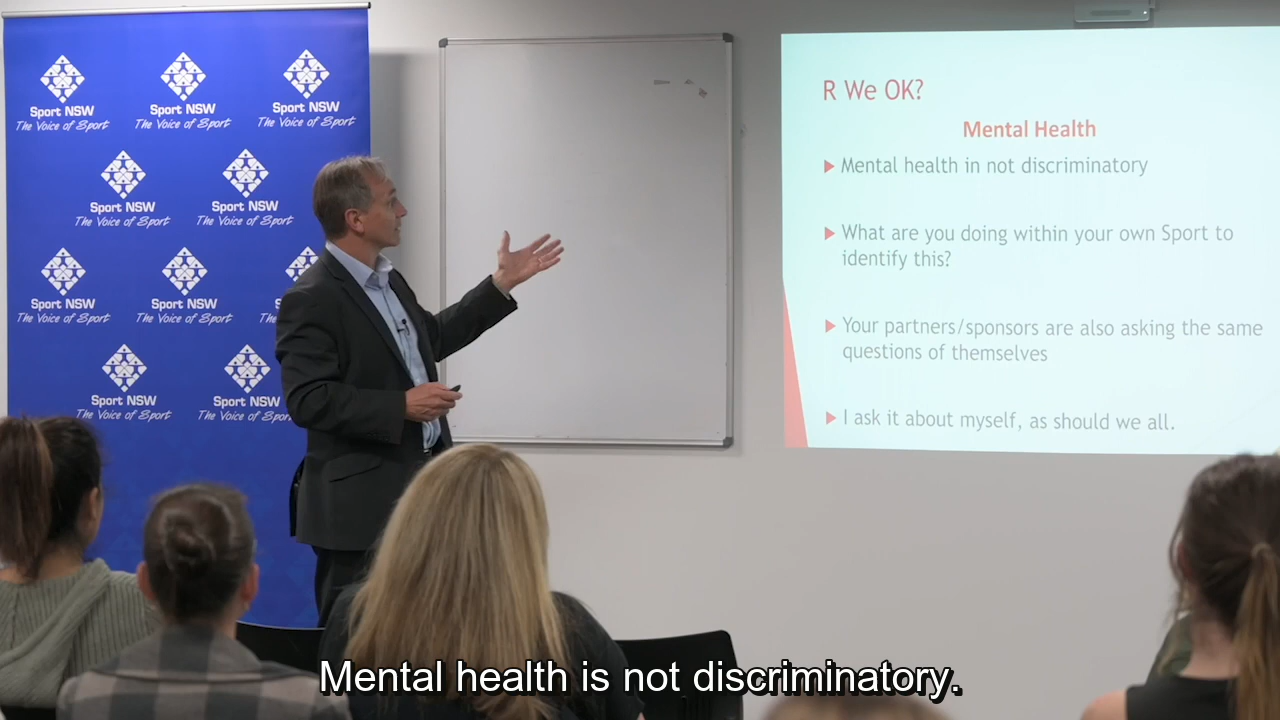 Sport NSW
The Voice of Sport
Sport NSW
The Voice of Sport
Sport NSW
The Voice of Sport
Sport NSW
The Voice of Sport
Sport NSW
The Voice of Sport
Sport NSW
The Voice of Sport
Sport NSW
The Voice of Sport
Sport NSW
The Voice of Sport
Sport NSW
The Voice of Sport
R We OK?
Mental Health
Mental health in not discriminatory
What are you doing within your own Sport to
identify this?
Your partners/sponsors are also asking the same
questions of themselves
I ask it about myself, as should we all.
Mental health is not discriminatory.